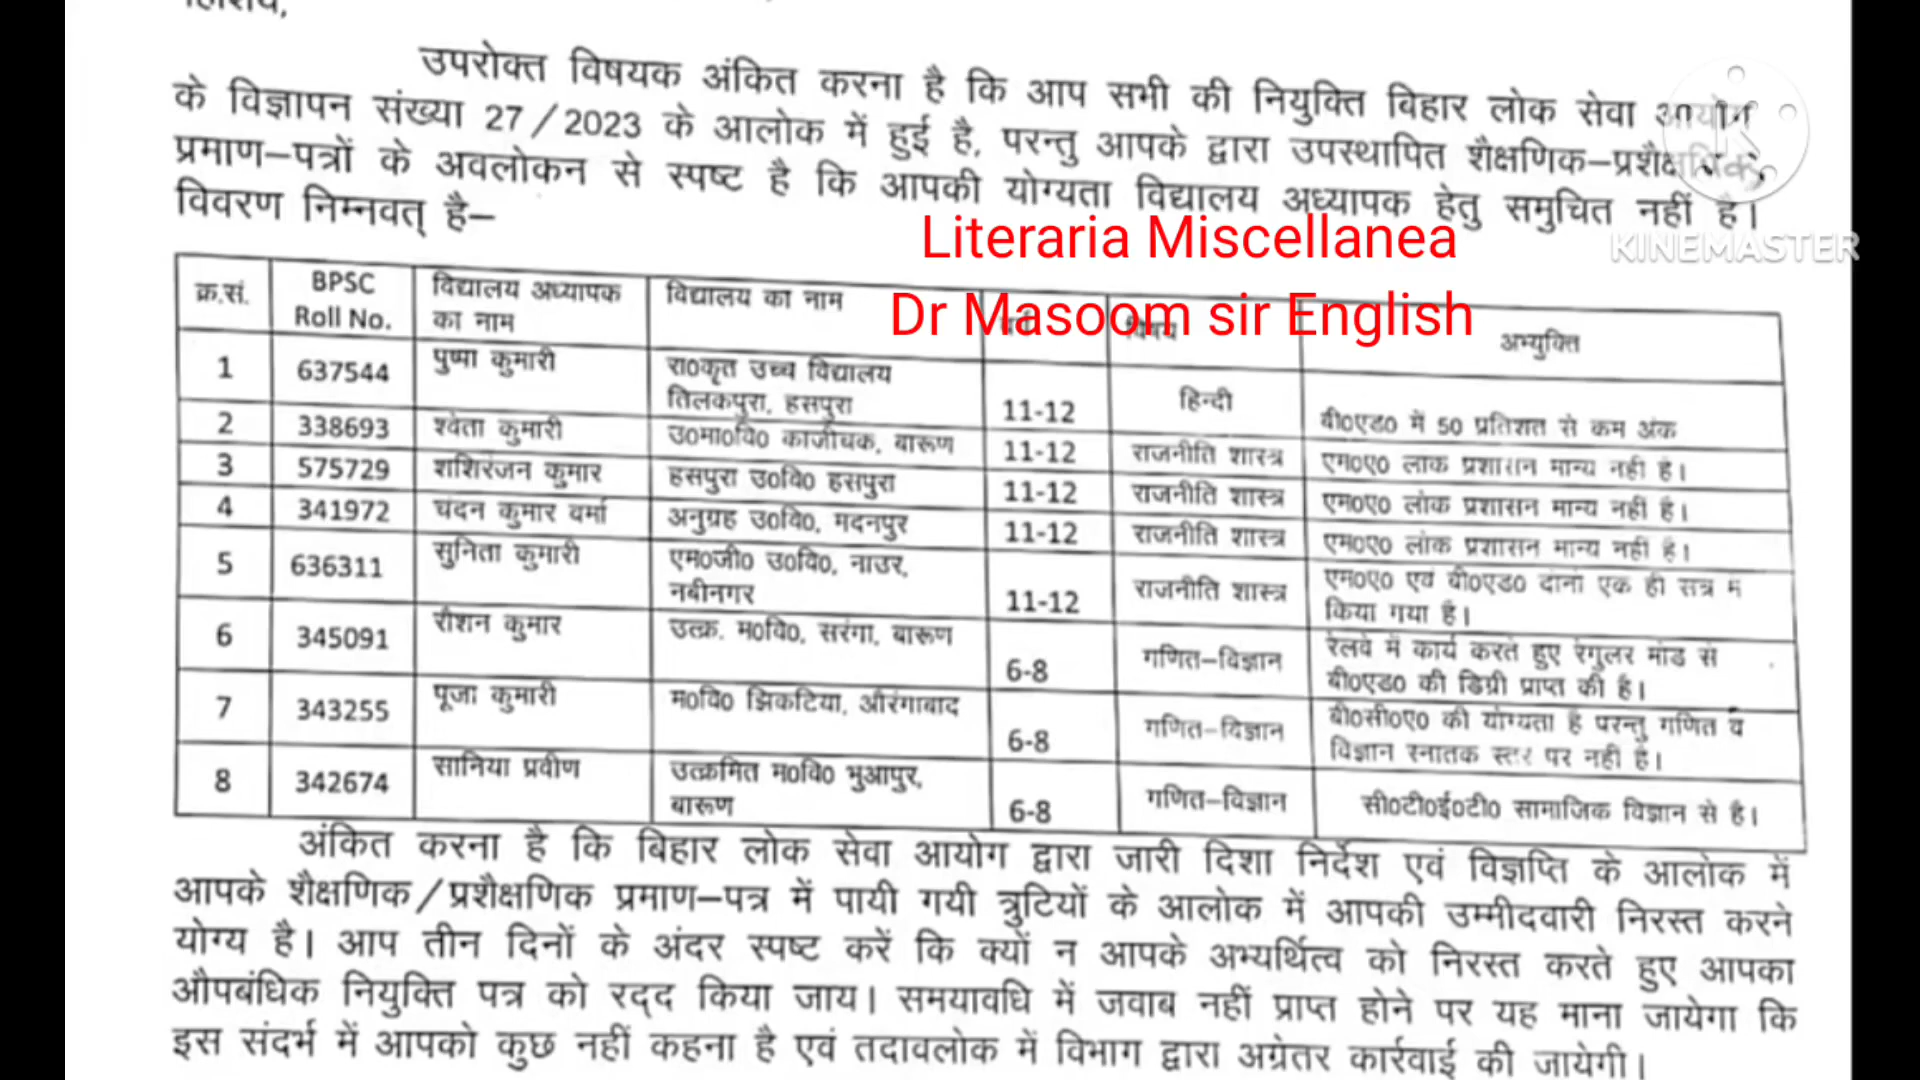 महाशय,
उपरोक्त विषयक अंकित करना है कि आप सभी की नियुक्ति बिहार लोक सेवा आयोग
के विज्ञापन संख्या 27/2023 के आलोक में हुई है, परन्तु आपके द्वारा उपस्थापित शैक्षणिक-प्रशैक्षणिक
प्रमाण-पत्रों के अवलोकन से स्पष्ट है कि आपकी योग्यता विद्यालय अध्यापक हेतु समुचित नहीं है।
विवरण निम्नवत् है-
Literaria Miscellanea
KINEMASTER
Dr Masoom sir English
क्र.सं. BPSC Roll No. विद्यालय अध्यापक का नाम विद्यालय का नाम वर्ग विषय अभ्युक्ति
1 637544 पुष्पा कुमारी रा०कृत उच्च विद्यालय तिलकपुरा, हसपुरा 11-12 हिन्दी बी०एड० में 50 प्रतिशत से कम अंक
2 338693 श्वेता कुमारी उ०मा०वि० काजीचक, बारूण 11-12 राजनीति शास्त्र एम०ए० लोक प्रशासन मान्य नहीं है।
3 575729 शशिरंजन कुमार हसपुरा उ०वि० हसपुरा 11-12 राजनीति शास्त्र एम०ए० लोक प्रशासन मान्य नहीं है।
4 341972 चंदन कुमार वर्मा अनुग्रह उ०वि०, मदनपुर 11-12 राजनीति शास्त्र एम०ए० लोक प्रशासन मान्य नहीं है।
5 636311 सुनिता कुमारी एम०जी० उ०वि०, नाउर, नबीनगर 11-12 राजनीति शास्त्र एम०ए० एवं बी०एड० दोनों एक ही सत्र में किया गया है।
6 345091 रौशन कुमार उत्क्र. म०वि०, सरंगा, बारूण 6-8 गणित-विज्ञान रेलवे में कार्य करते हुए रेगुलर मोड से बी०एड० की डिग्री प्राप्त की है।
7 343255 पूजा कुमारी म०वि० झिकटिया, औरंगाबाद 6-8 गणित-विज्ञान बी०सी०ए० की योग्यता है परन्तु गणित व विज्ञान स्नातक स्तर पर नहीं है।
8 342674 सानिया प्रवीण उत्क्रमित म०वि० भुआपुर, बारूण 6-8 गणित-विज्ञान सी०टी०ई०टी० सामाजिक विज्ञान से है।
अंकित करना है कि बिहार लोक सेवा आयोग द्वारा जारी दिशा निर्देश एवं विज्ञप्ति के आलोक में
आपके शैक्षणिक/प्रशैक्षणिक प्रमाण-पत्र में पायी गयी त्रुटियों के आलोक में आपकी उम्मीदवारी निरस्त करने
योग्य है। आप तीन दिनों के अंदर स्पष्ट करें कि क्यों न आपके अभ्यर्थित्व को निरस्त करते हुए आपका
औपबंधिक नियुक्ति पत्र को रद्द किया जाय। समयावधि में जवाब नहीं प्राप्त होने पर यह माना जायेगा कि
इस संदर्भ में आपको कुछ नहीं कहना है एवं तदावलोक में विभाग द्वारा अग्रेतर कार्रवाई की जायेगी।